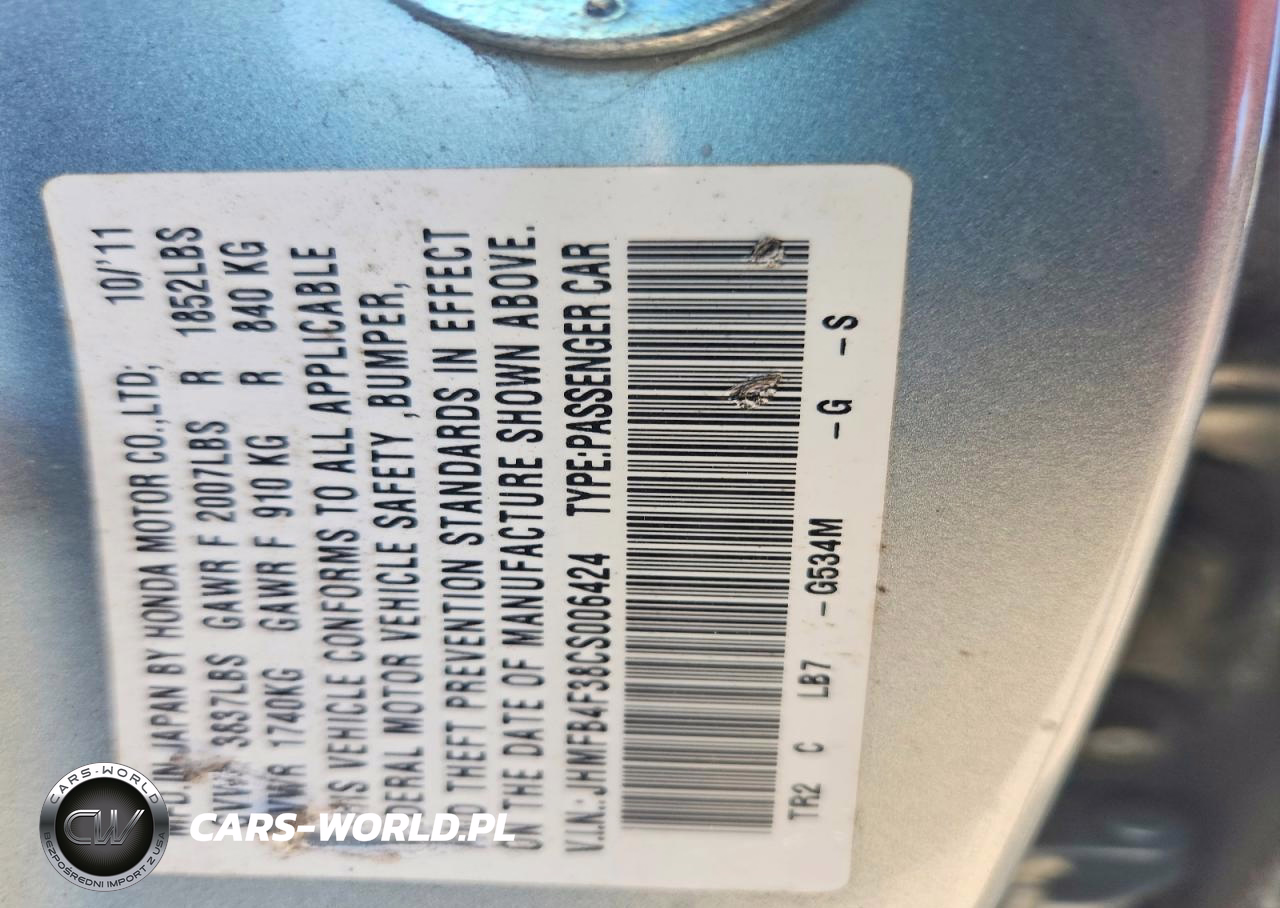 MF'D.IN JAPAN BY HONDA MOTOR CO.,LTD; 10/'11
GVWR 3837LBS GAWR F 2007LBS R 1852LBS
GVWR 1740KG GAWR F 910 KG R 840 KG
THIS VEHICLE CONFORMS TO ALL APPLICABLE
FEDERAL MOTOR VEHICLE SAFETY ,BUMPER,
AND THEFT PREVENTION STANDARDS IN EFFECT
ON THE DATE OF MANUFACTURE SHOWN ABOVE.
V.I.N.:JHMFB4F38CS006424 TYPE:PASSENGER CAR
TR2 C LB7 -G534M -G -S
CARS-WORLD
CW
BEZPOŚREDNI IMPORT Z USA
CARS-WORLD.PL